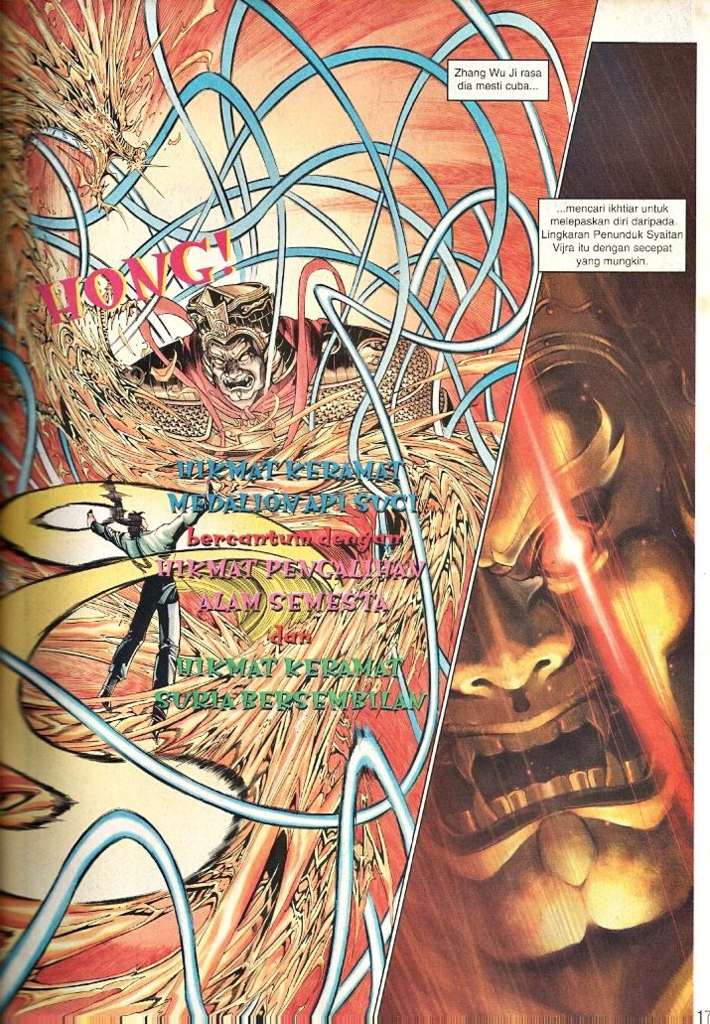 Zhang Wu Ji rasa
dia mesti cuba...
...mencari ikhtiar untuk
melepaskan diri daripada
Lingkaran Penunduk Syaitan
Vijra itu dengan secepat
yang mungkin.
HONG!
HIKMAT KERAMAT
MEDALION API SUCI
bercantum dengan
HIKMAT PENGALIHAN
ALAM SEMESTA
dan
HIKMAT KERAMAT
SURIA BERSEMBILAN
17